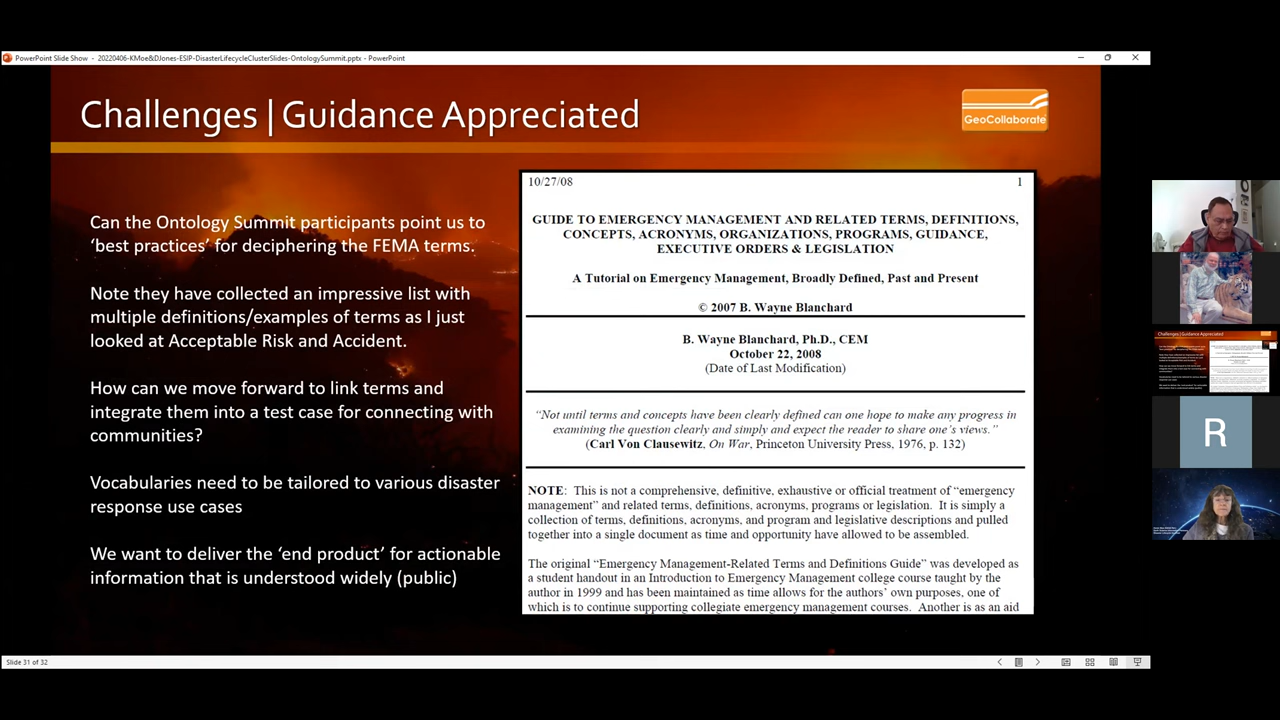 PowerPoint Slide Show - 20220406-KMoe&DJones-ESIP-DisasterLifecycleClusterSlides-OntologySummit.pptx - PowerPoint
Challenges | Guidance Appreciated
GeoCollaborate
Can the Ontology Summit participants point us to
‘best practices’ for deciphering the FEMA terms.
Note they have collected an impressive list with
multiple definitions/examples of terms as I just
looked at Acceptable Risk and Accident.
How can we move forward to link terms and
integrate them into a test case for connecting with
communities?
Vocabularies need to be tailored to various disaster
response use cases
We want to deliver the ‘end product’ for actionable
information that is understood widely (public)
10/27/08 1
GUIDE TO EMERGENCY MANAGEMENT AND RELATED TERMS, DEFINITIONS,
CONCEPTS, ACRONYMS, ORGANIZATIONS, PROGRAMS, GUIDANCE,
EXECUTIVE ORDERS & LEGISLATION
A Tutorial on Emergency Management, Broadly Defined, Past and Present
© 2007 B. Wayne Blanchard
B. Wayne Blanchard, Ph.D., CEM
October 22, 2008
(Date of Last Modification)
“Not until terms and concepts have been clearly defined can one hope to make any progress in
examining the question clearly and simply and expect the reader to share one’s views.”
(Carl Von Clausewitz, On War, Princeton University Press, 1976, p. 132)
NOTE: This is not a comprehensive, definitive, exhaustive or official treatment of “emergency
management” and related terms, definitions, acronyms, programs or legislation. It is simply a
collection of terms, definitions, acronyms, and program and legislative descriptions and pulled
together into a single document as time and opportunity have allowed to be assembled.
The original “Emergency Management-Related Terms and Definitions Guide” was developed as
a student handout in an Introduction to Emergency Management college course taught by the
author in 1999 and has been maintained as time allows for the authors’ own purposes, one of
which is to continue supporting collegiate emergency management courses. Another is as an aid
Slide 31 of 32
Challenges | Guidance Appreciated
R